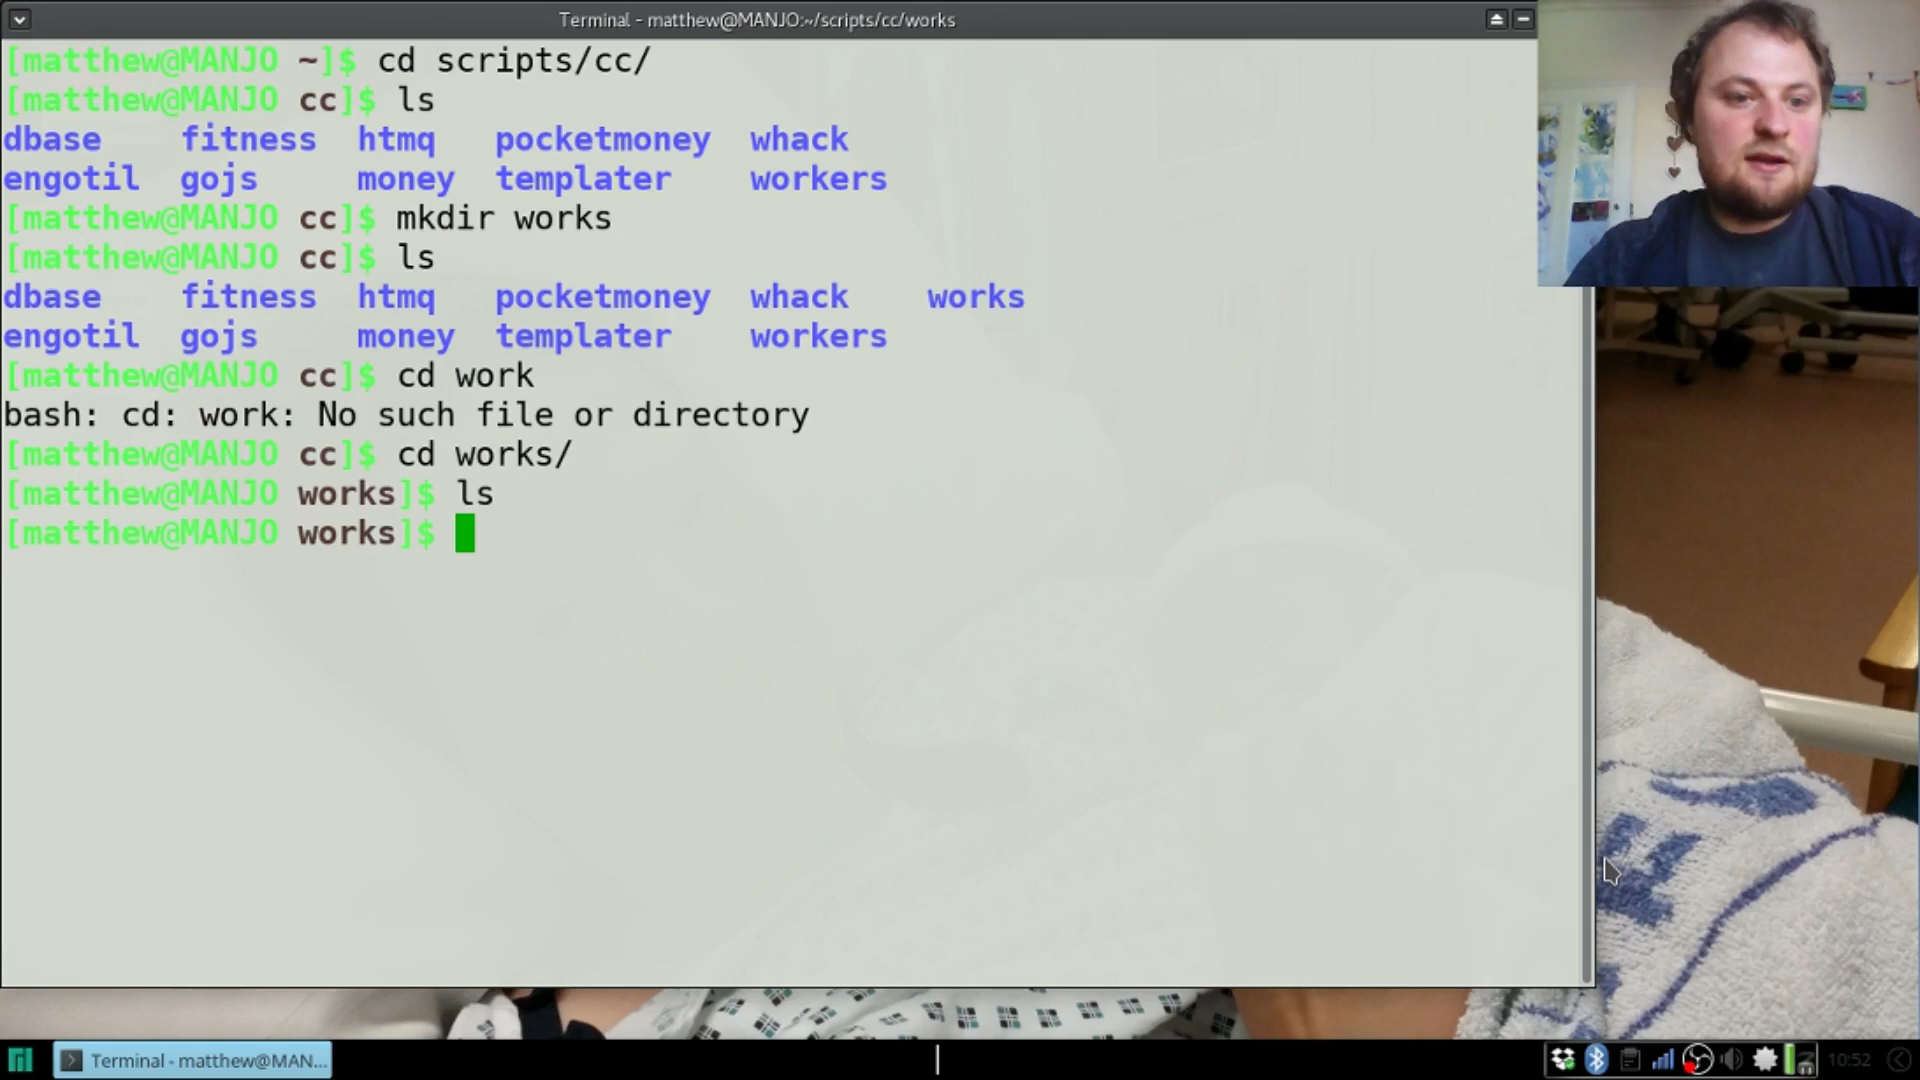 Terminal - matthew@MANJO:~/scripts/cc/works
[matthew@MANJO ~]$ cd scripts/cc/
[matthew@MANJO cc]$ ls
dbase fitness htmq pocketmoney whack
engotil gojs money templater workers
[matthew@MANJO cc]$ mkdir works
[matthew@MANJO cc]$ ls
dbase fitness htmq pocketmoney whack works
engotil gojs money templater workers
[matthew@MANJO cc]$ cd work
bash: cd: work: No such file or directory
[matthew@MANJO cc]$ cd works/
[matthew@MANJO works]$ ls
[matthew@MANJO works]$
Terminal - matthew@MAN... 10:52